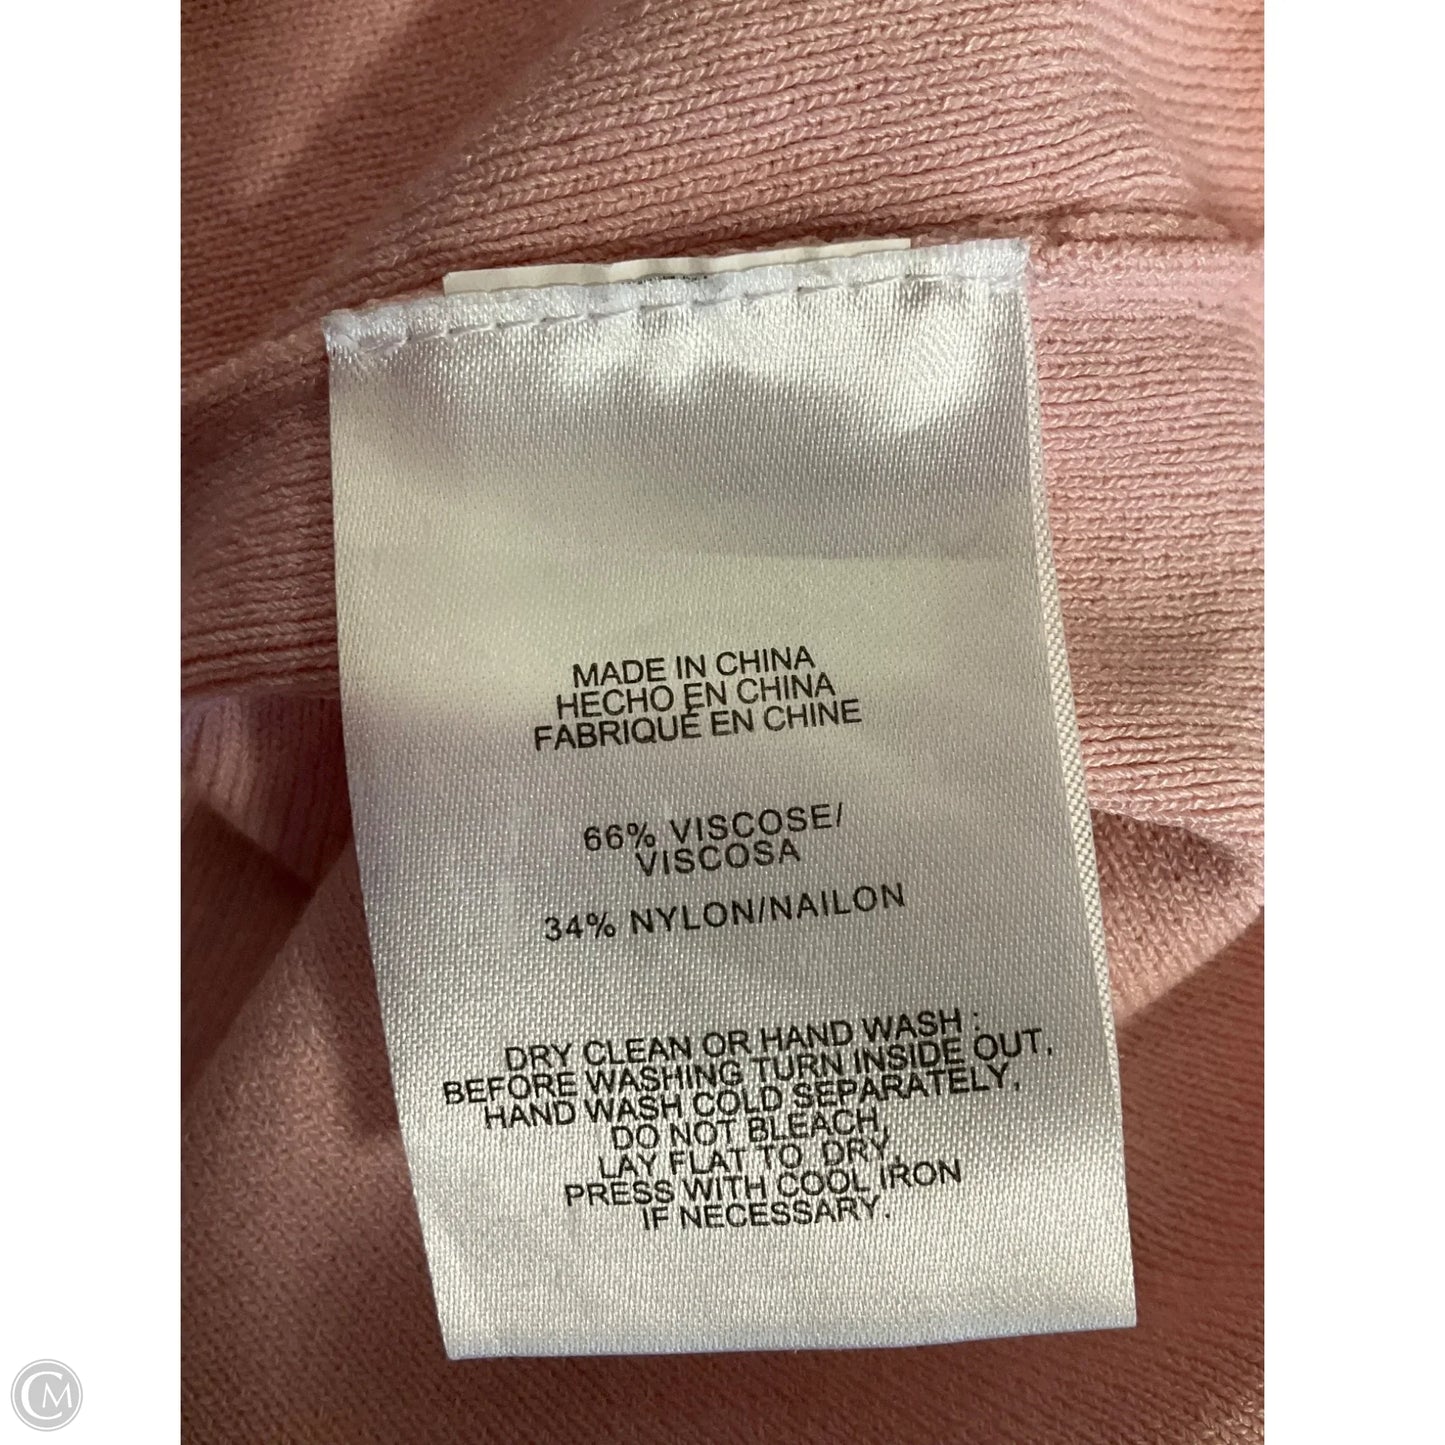 MADE IN CHINA
HECHO EN CHINA
FABRIQUÉ EN CHINE
66% VISCOSE/
VISCOSA
34% NYLON/NAILON
DRY CLEAN OR HAND WASH :
BEFORE WASHING TURN INSIDE OUT,
HAND WASH COLD SEPARATELY,
DO NOT BLEACH,
LAY FLAT TO DRY,
PRESS WITH COOL IRON
IF NECESSARY.
CM